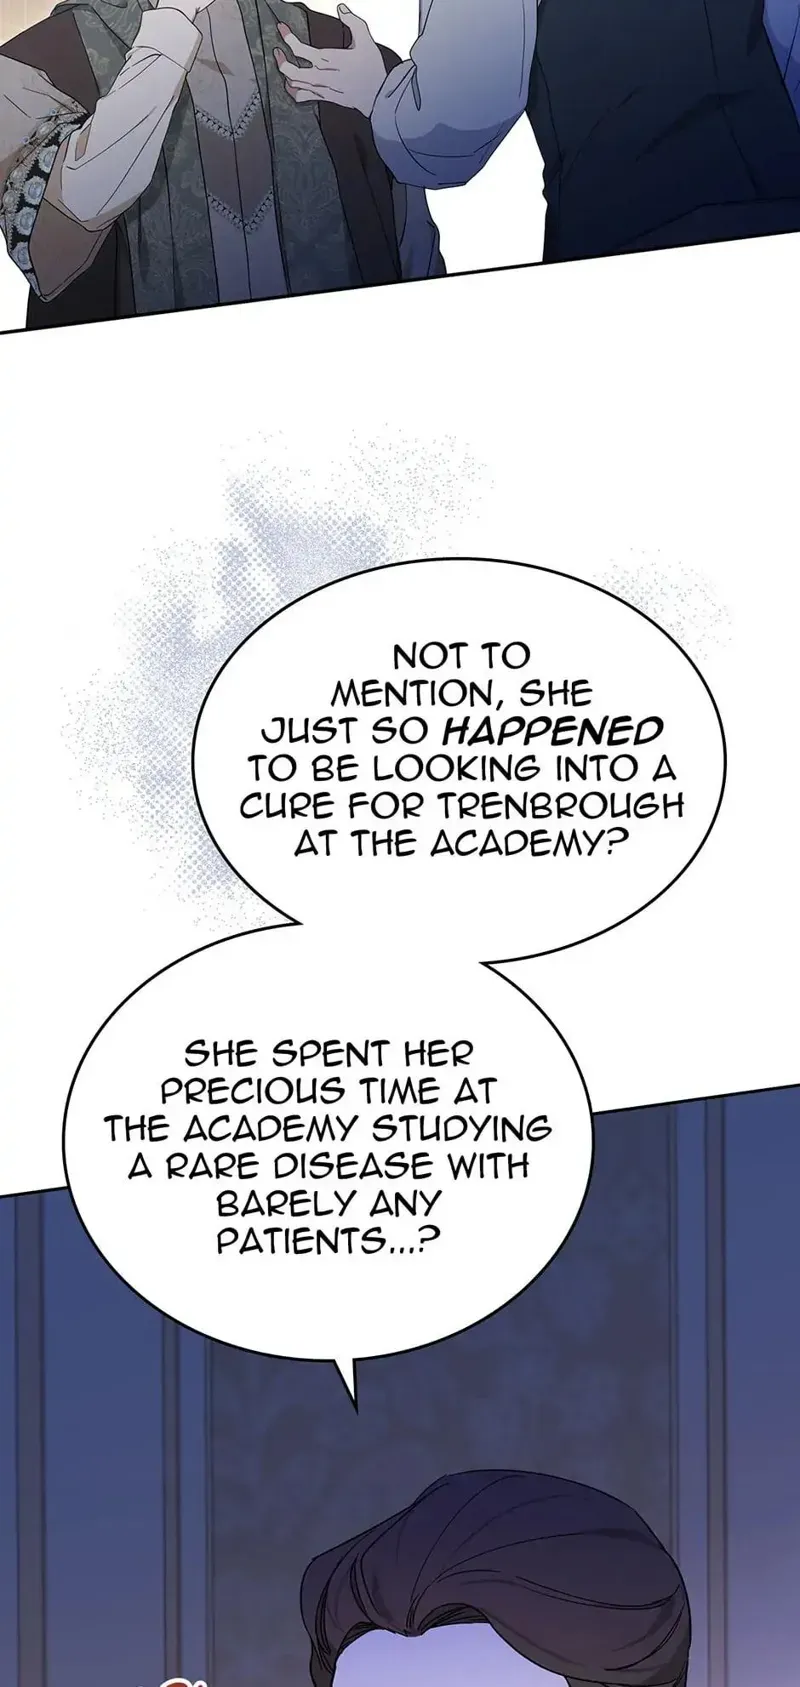 NOT TO
MENTION, SHE
JUST SO HAPPENED
TO BE LOOKING INTO A
CURE FOR TRENBROUGH
AT THE ACADEMY?
SHE SPENT HER
PRECIOUS TIME AT
THE ACADEMY STUDYING
A RARE DISEASE WITH
BARELY ANY
PATIENTS...?